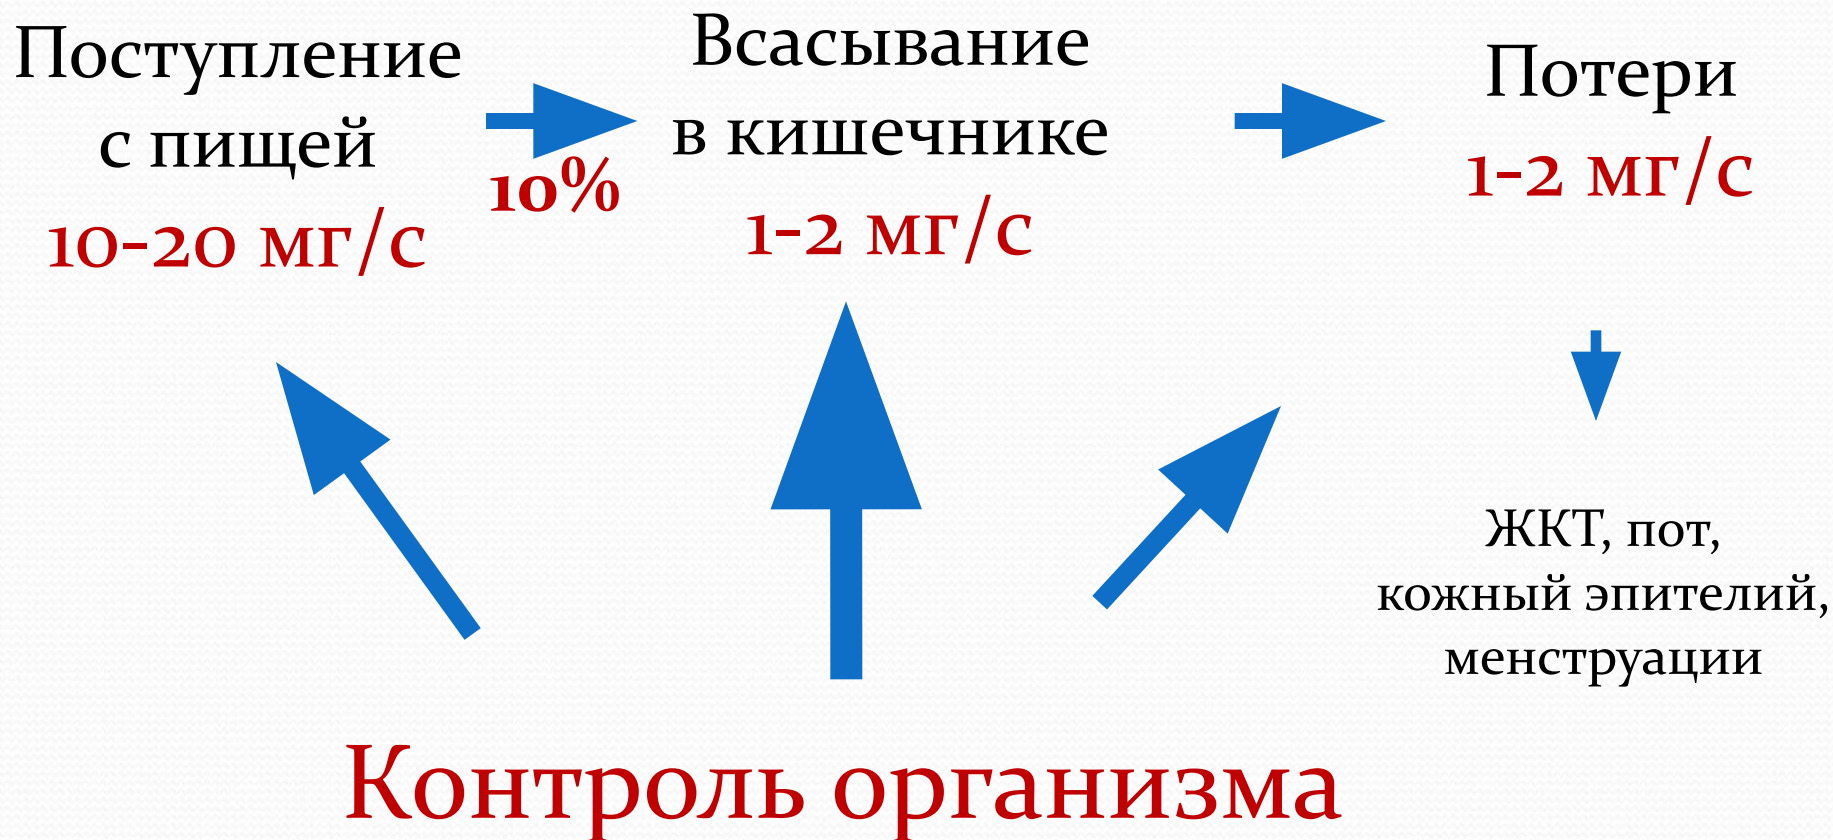 Поступление
с пищей
10-20 мг/с
10%
Всасывание
в кишечнике
1-2 мг/с
Потери
1-2 мг/с
ЖКТ, пот,
кожный эпителий,
менструации
Контроль организма